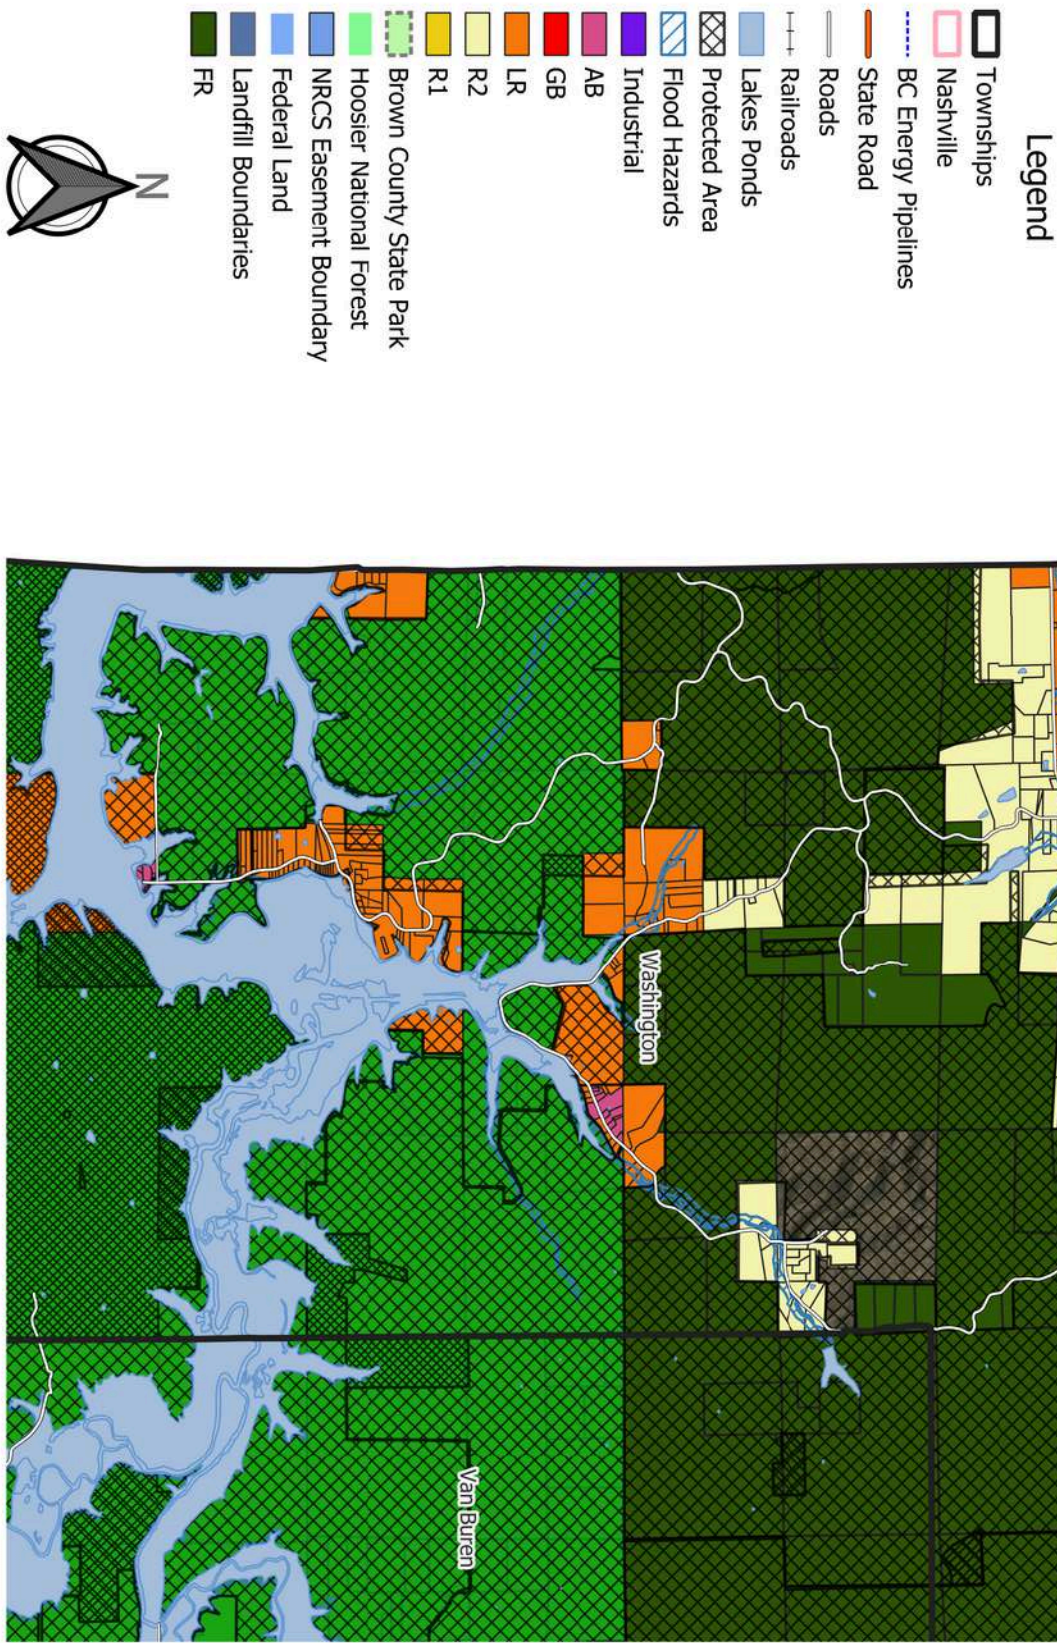 Legend
Townships
Nashville
BC Energy Pipelines
State Road
Roads
Railroads
Lakes Ponds
Protected Area
Flood Hazards
Industrial
AB
GB
LR
R2
R1
Brown County State Park
Hoosier National Forest
NRCS Easement Boundary
Federal Land
Landfill Boundaries
FR
N
Washington
Van Buren